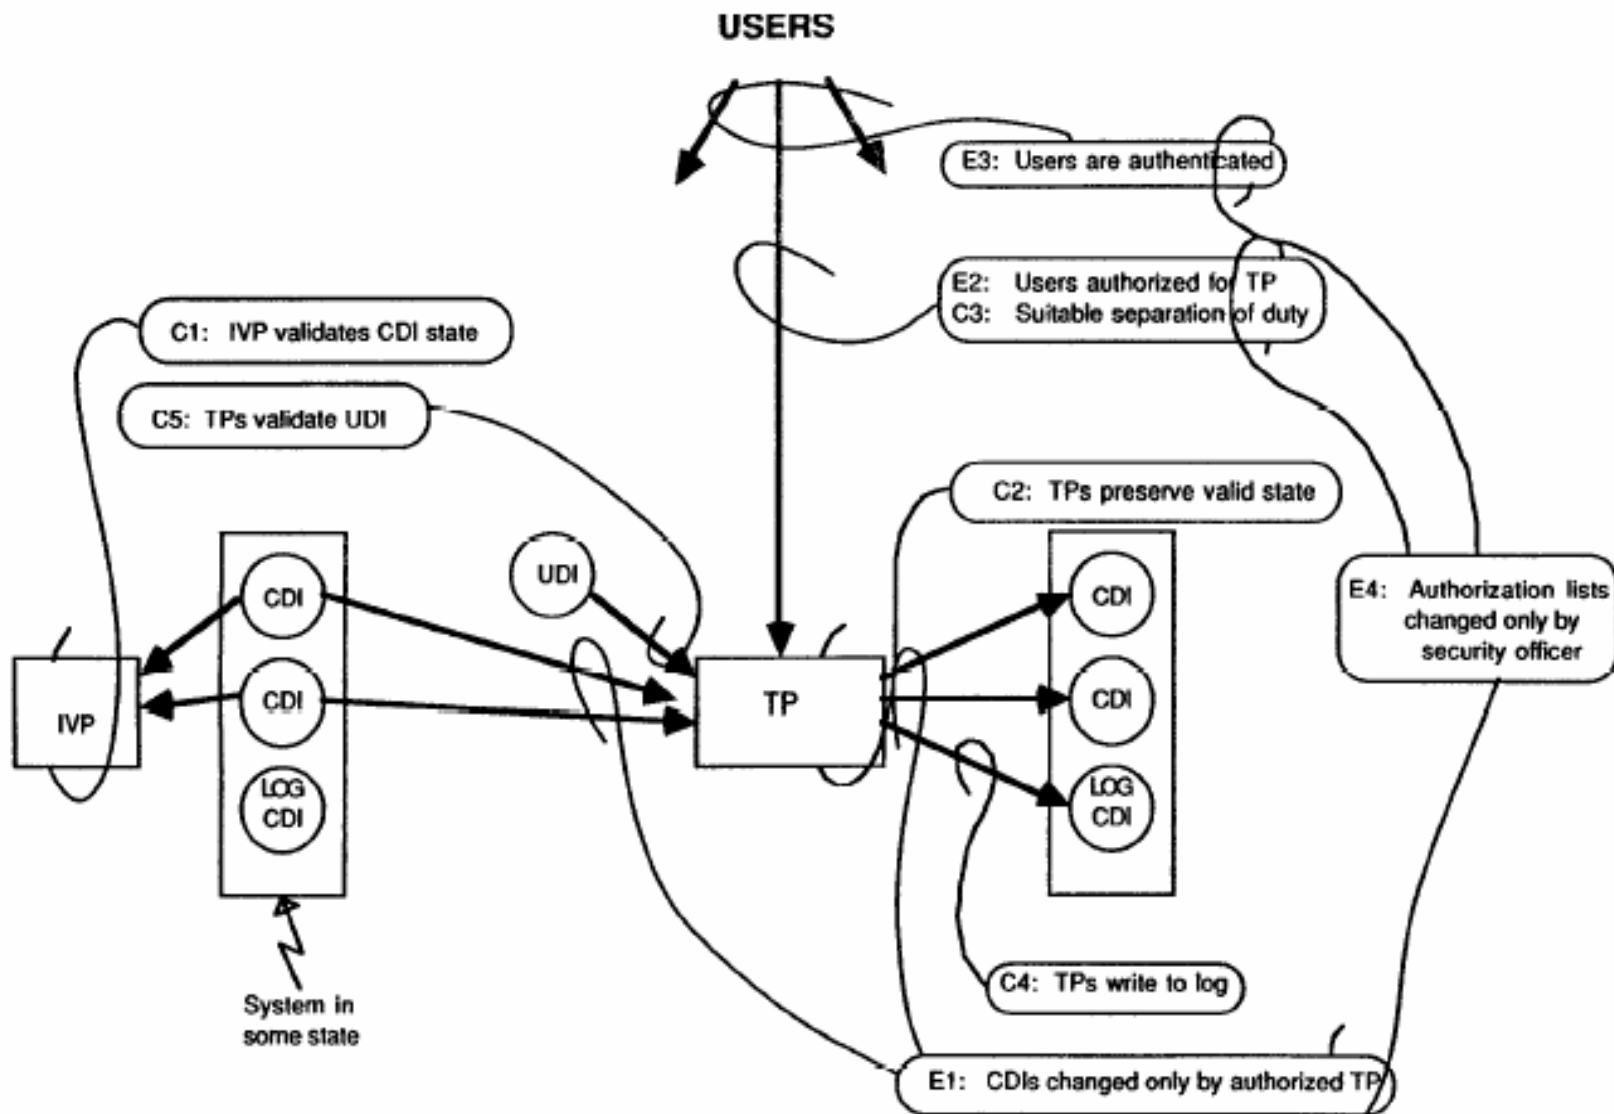 USERS
E3: Users are authenticated
E2: Users authorized for TP
C3: Suitable separation of duty
C1: IVP validates CDI state
C5: TPs validate UDI
C2: TPs preserve valid state
UDI
CDI
CDI
E4: Authorization lists
changed only by
security officer
IVP
CDI
TP
CDI
LOG
CDI
LOG
CDI
C4: TPs write to log
System in
some state
E1: CDIs changed only by authorized TP